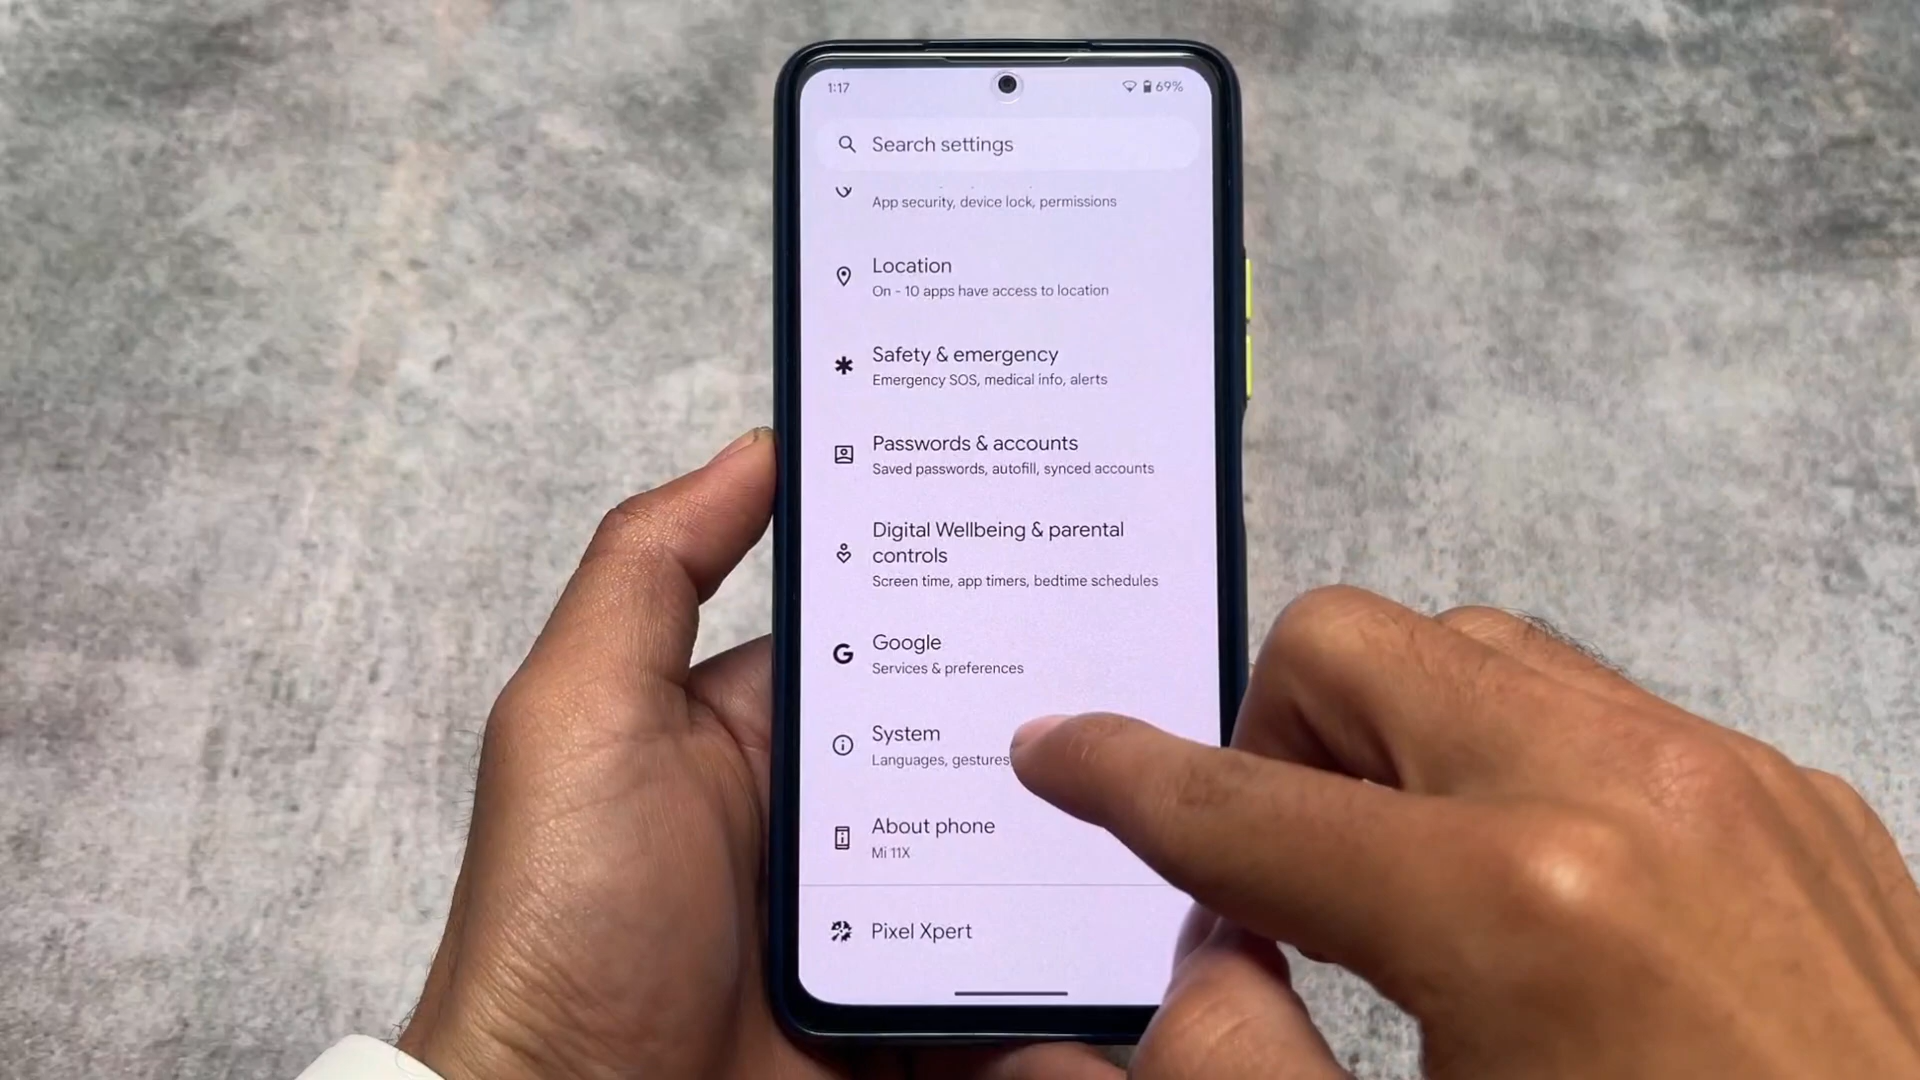 1:17
69%
Search settings
App security, device lock, permissions
Location
On - 10 apps have access to location
Safety & emergency
Emergency SOS, medical info, alerts
Passwords & accounts
Saved passwords, autofill, synced accounts
Digital Wellbeing & parental
controls
Screen time, app timers, bedtime schedules
Google
Services & preferences
System
Languages, gestures
About phone
Mi 11X
Pixel Xpert